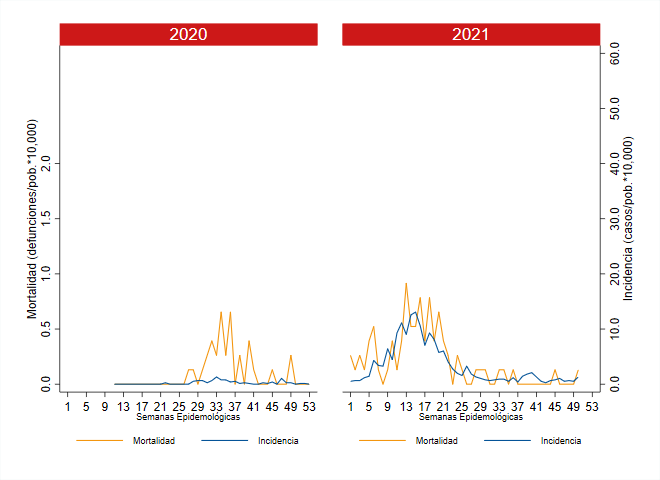 2020
2021
Mortalidad (defunciones/pob.*10,000)
0.0
0.5
1.0
1.5
2.0
0.0
10.0
20.0
30.0
40.0
50.0
60.0
Incidencia (casos/pob.*10,000)
1 5 9 13 17 21 25 29 33 37 41 45 49 53
1 5 9 13 17 21 25 29 33 37 41 45 49 53
Semanas Epidemológicas
Semanas Epidemológicas
Mortalidad Incidencia
Mortalidad Incidencia